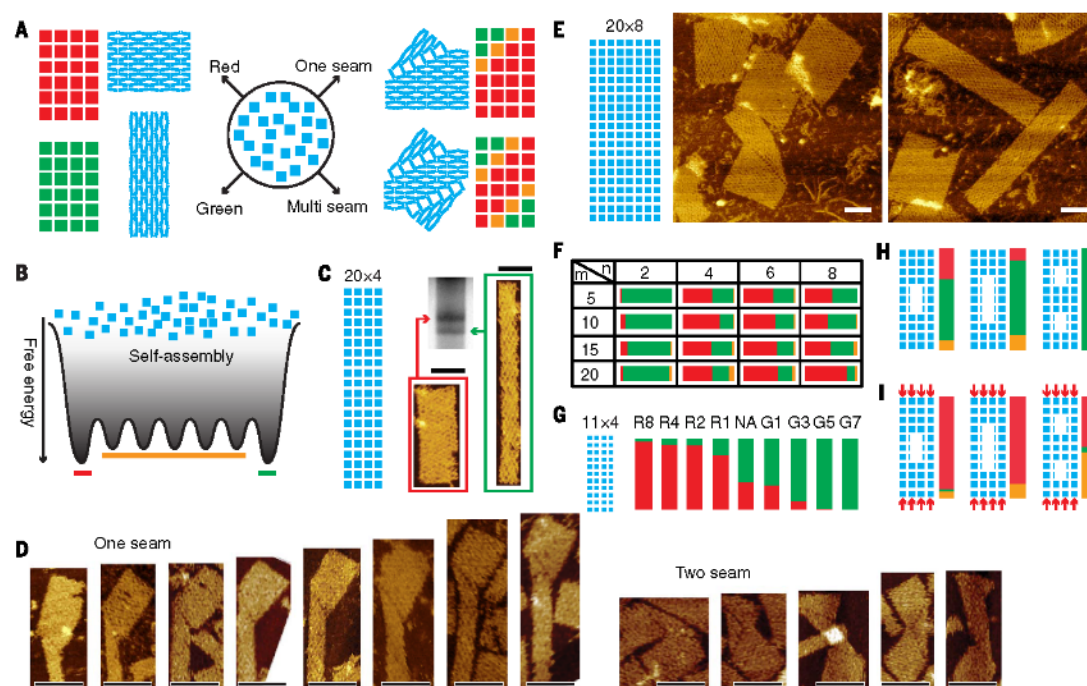 A
Red
One seam
Green
Multi seam
B
Free energy
Self-assembly
C
20×4
D
One seam
Two seam
E
20×8
F
m n 2 4 6 8
5
10
15
20
G
11×4 R8 R4 R2 R1 NA G1 G3 G5 G7
H
I